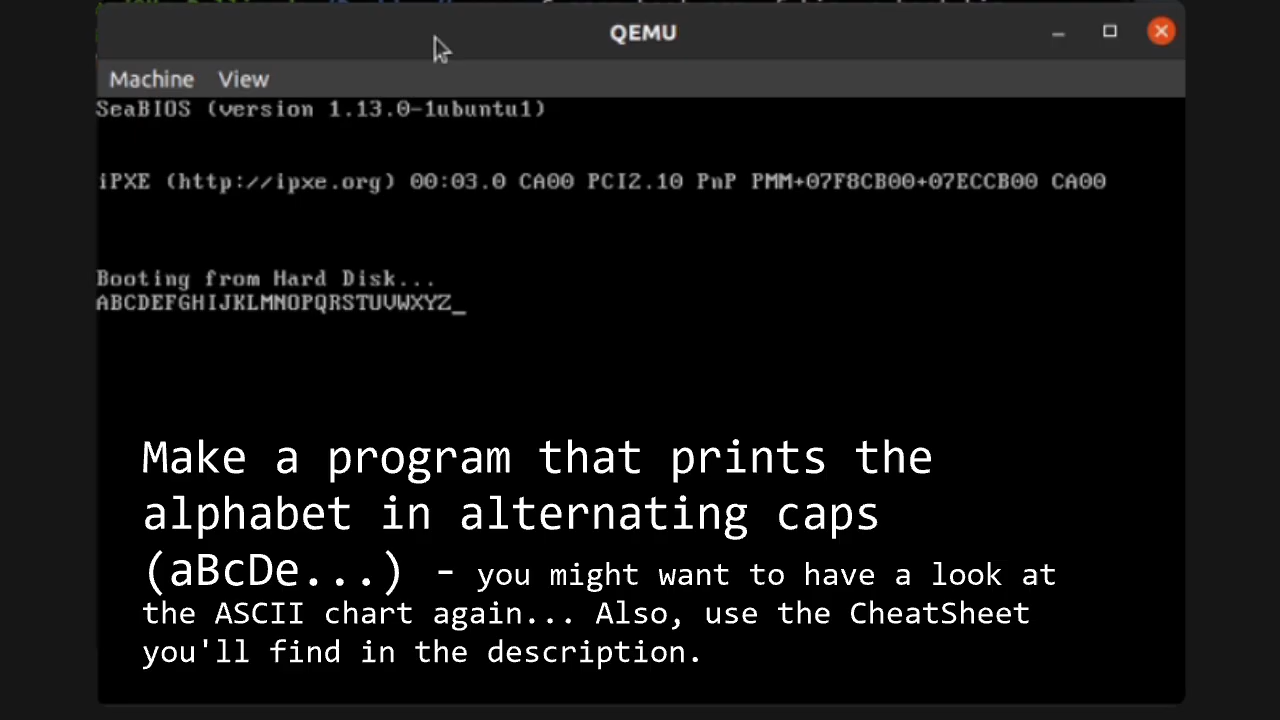 QEMU
Machine View
SeaBIOS (version 1.13.0-1ubuntu1)
iPXE (http://ipxe.org) 00:03.0 CA00 PCI2.10 PnP PMM+07F8CB00+07ECCB00 CA00
Booting from Hard Disk...
ABCDEFGHIJKLMNOPQRSTUVWXYZ_
Make a program that prints the
alphabet in alternating caps
(aBcDe...) - you might want to have a look at
the ASCII chart again... Also, use the CheatSheet
you'll find in the description.